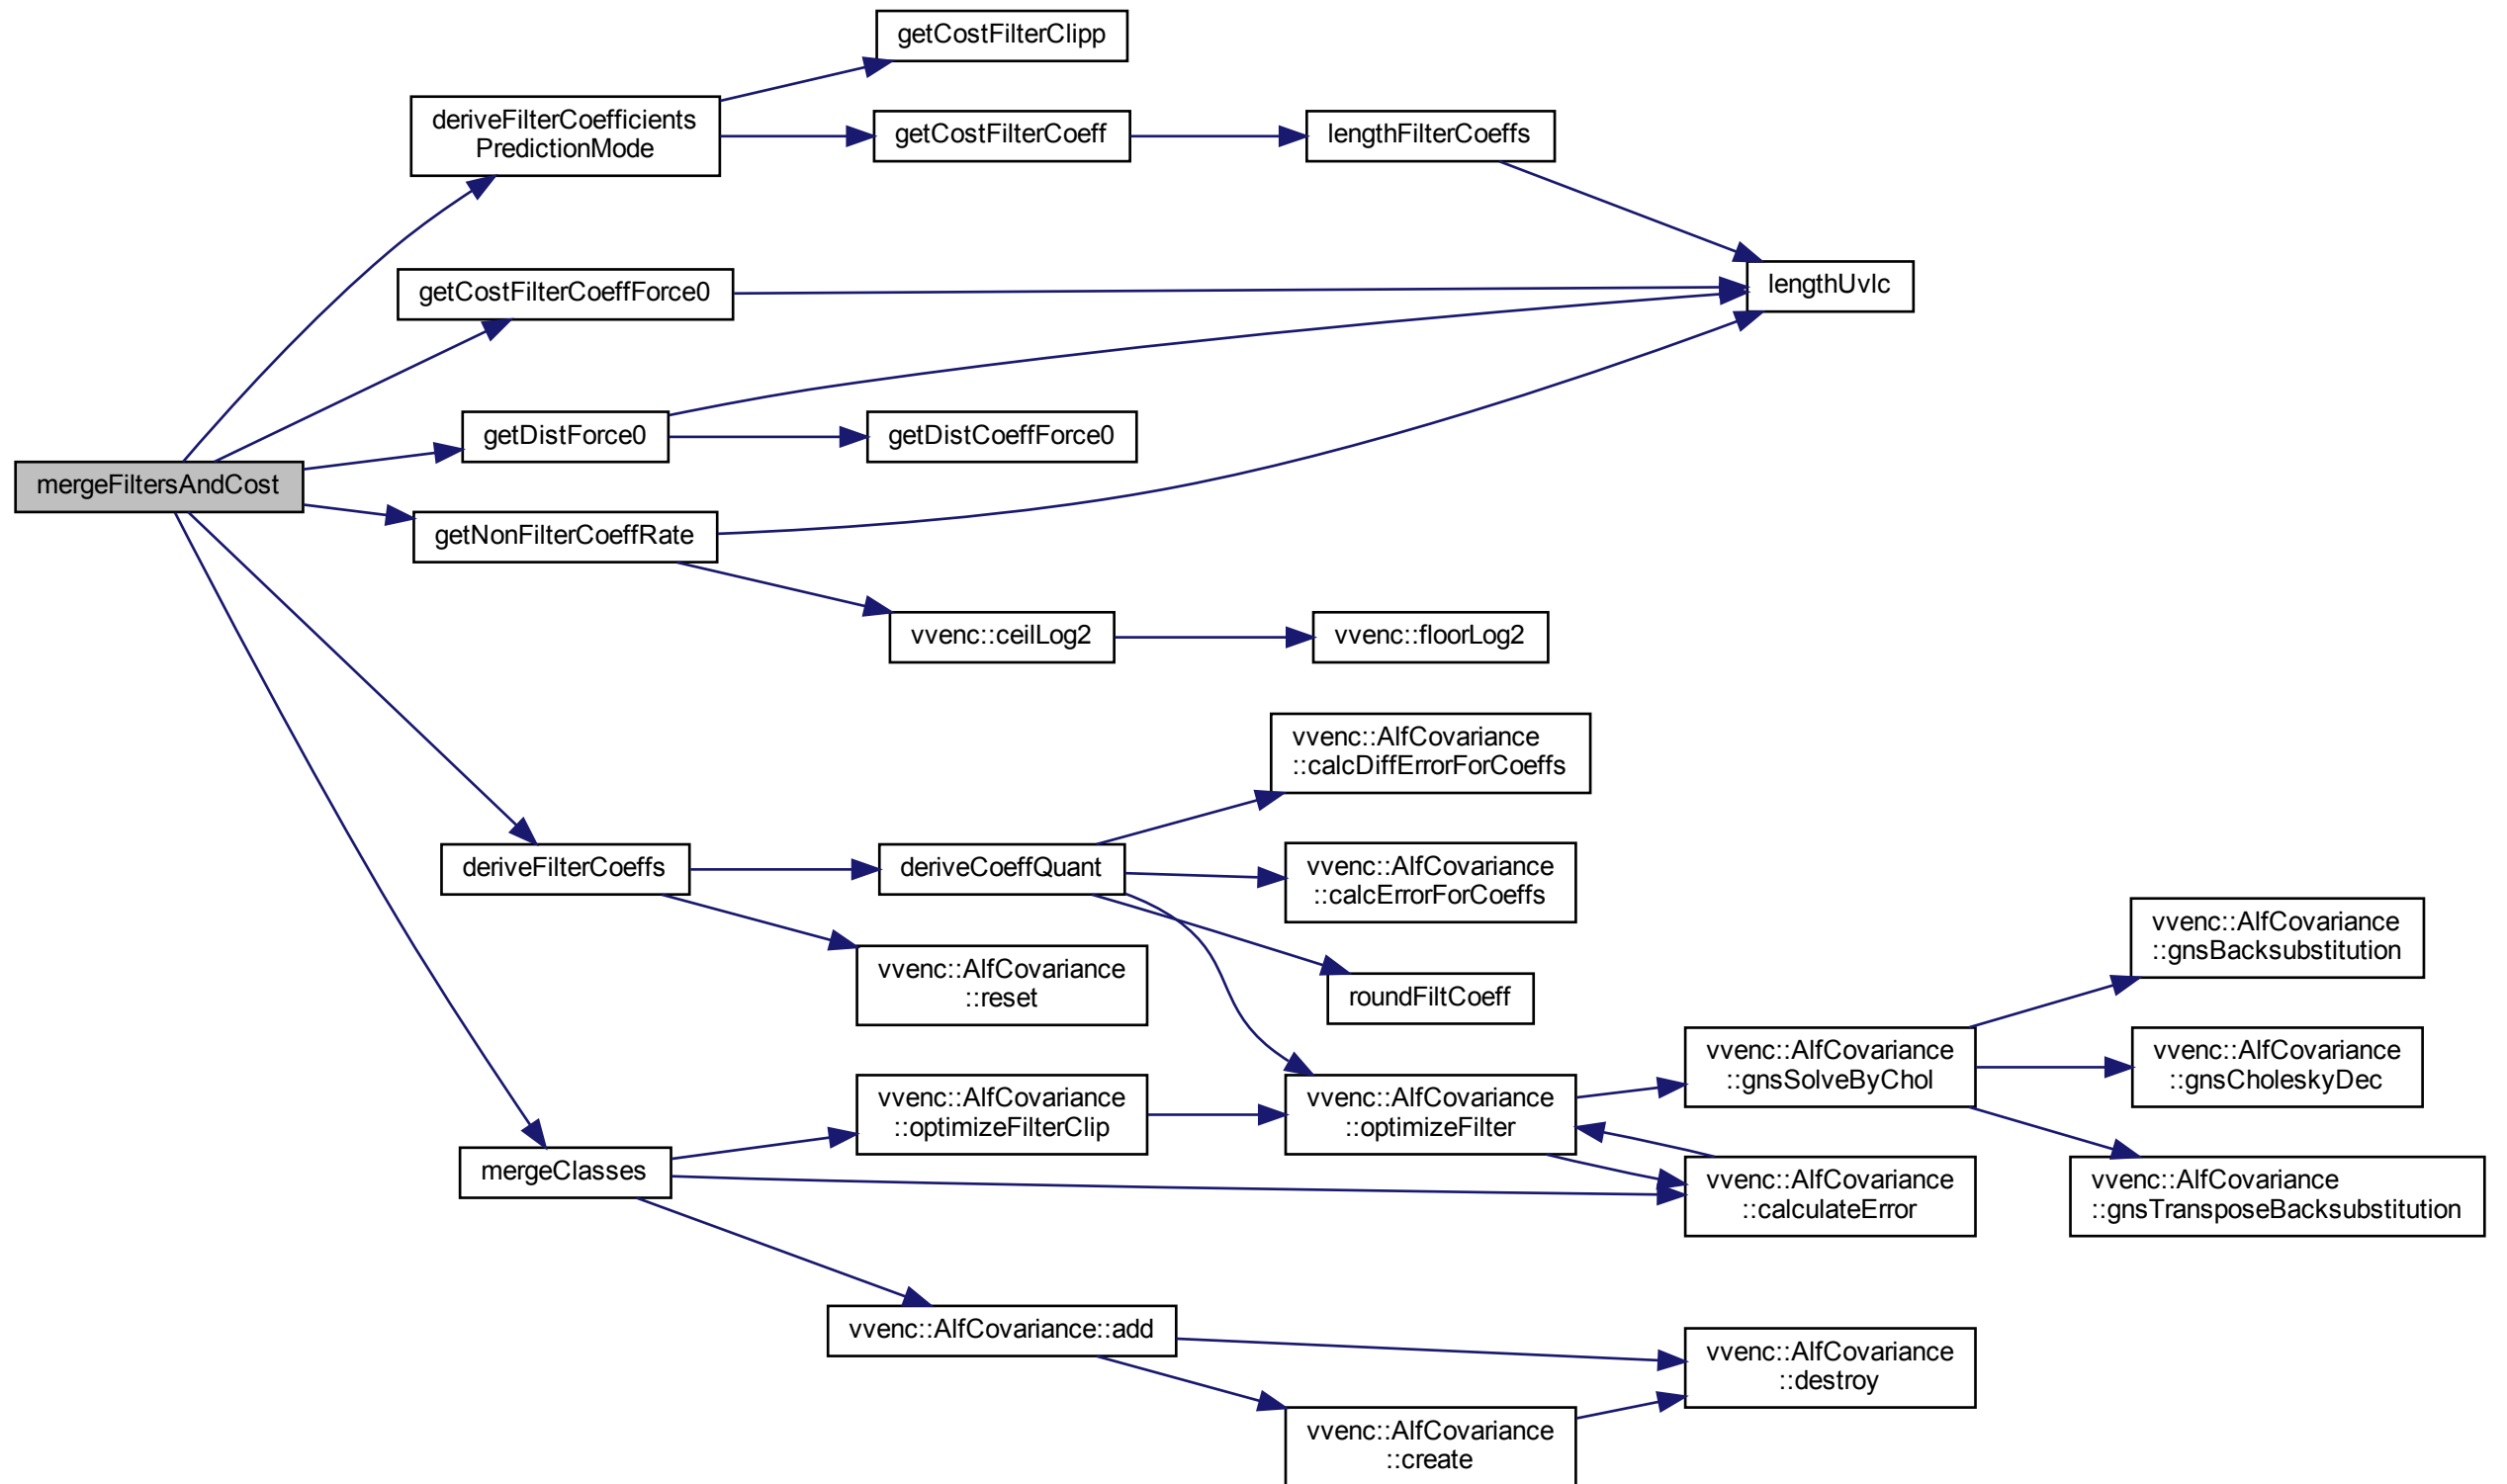 getCostFilterClipp
deriveFilterCoefficients
PredictionMode
getCostFilterCoeff
lengthFilterCoeffs
getCostFilterCoeffForce0
lengthUvlc
getDistForce0
getDistCoeffForce0
mergeFiltersAndCost
getNonFilterCoeffRate
vvenc::ceilLog2
vvenc::floorLog2
vvenc::AlfCovariance
::calcDiffErrorForCoeffs
deriveFilterCoeffs
deriveCoeffQuant
vvenc::AlfCovariance
::calcErrorForCoeffs
vvenc::AlfCovariance
::reset
roundFiltCoeff
vvenc::AlfCovariance
::gnsBacksubstitution
vvenc::AlfCovariance
::gnsSolveByChol
vvenc::AlfCovariance
::gnsCholeskyDec
vvenc::AlfCovariance
::optimizeFilterClip
vvenc::AlfCovariance
::optimizeFilter
mergeClasses
vvenc::AlfCovariance
::calculateError
vvenc::AlfCovariance
::gnsTransposeBacksubstitution
vvenc::AlfCovariance::add
vvenc::AlfCovariance
::destroy
vvenc::AlfCovariance
::create